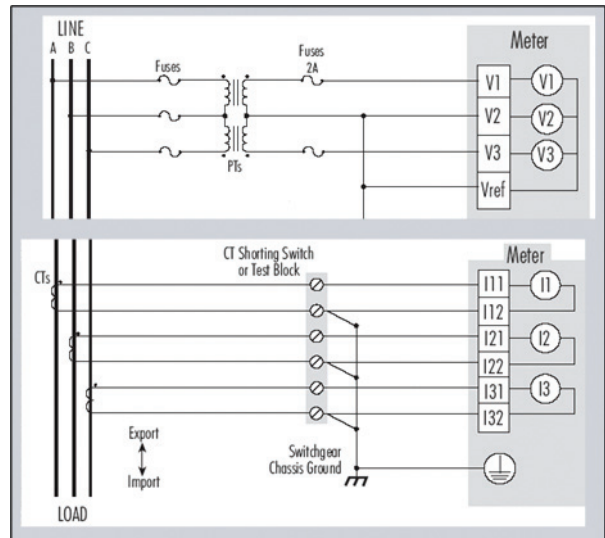 LINE
A B C
Fuses
Fuses
2A
PTs
Meter
V1 V1
V2 V2
V3 V3
Vref
CTs
CT Shorting Switch
or Test Block
Meter
I11 I1
I12
I21 I2
I22
I31 I3
I32
Export
Import
Switchgear
Chassis Ground
LOAD